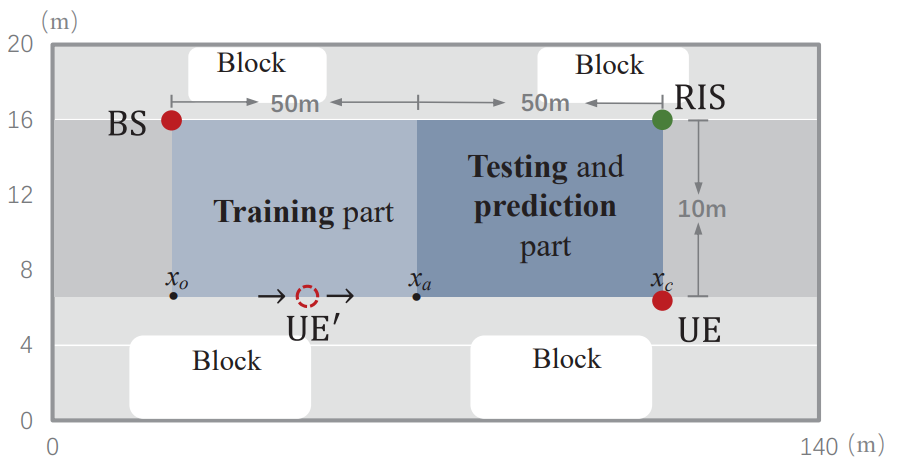 (m)
20
Block
Block
50m
50m
RIS
BS
16
Testing and
prediction
part
Training part
12
10m
8
x_o
x_a
x_c
UE′
UE
4
Block
Block
0
0
140 (m)